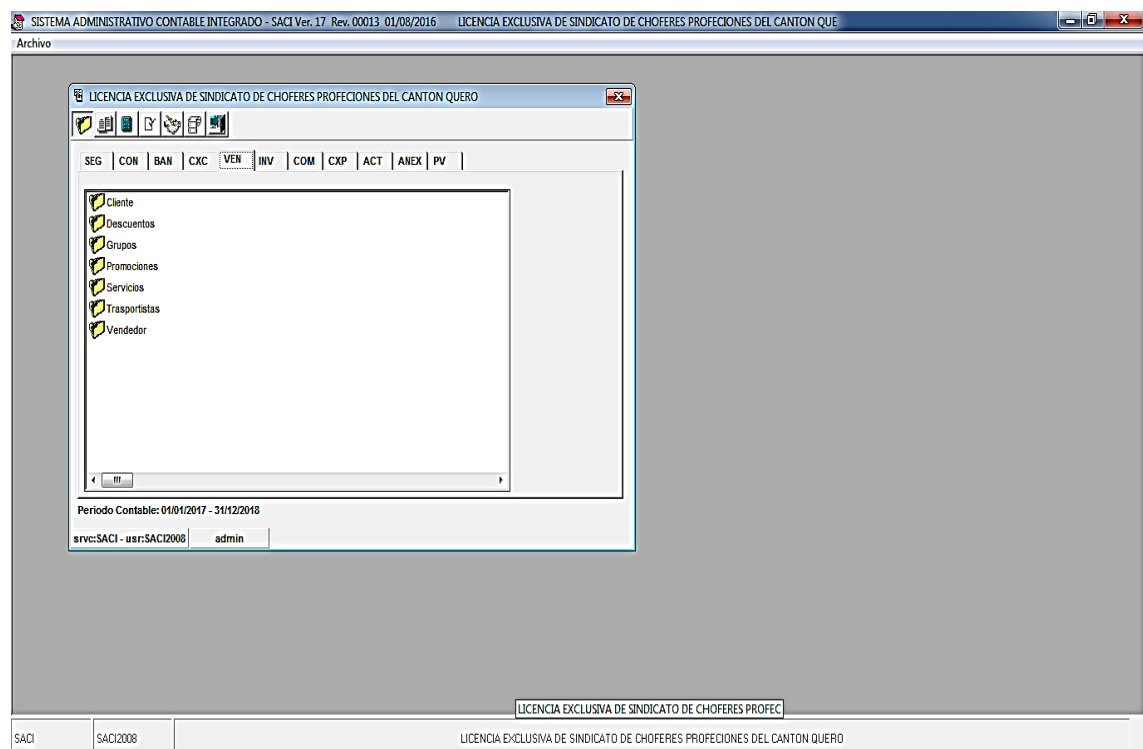 SISTEMA ADMINISTRATIVO CONTABLE INTEGRADO - SACI Ver. 17 Rev. 00013 01/08/2016 LICENCIA EXCLUSIVA DE SINDICATO DE CHOFERES PROFECIONES DEL CANTON QUE
Archivo
LICENCIA EXCLUSIVA DE SINDICATO DE CHOFERES PROFECIONES DEL CANTON QUERO
SEG CON BAN CXC VEN INV COM CXP ACT ANEX PV
Cliente
Descuentos
Grupos
Promociones
Servicios
Trasportistas
Vendedor
Periodo Contable: 01/01/2017 - 31/12/2018
srvc:SACI - usr:SACI2008 admin
LICENCIA EXCLUSIVA DE SINDICATO DE CHOFERES PROFEC
SACI SACI2008 LICENCIA EXCLUSIVA DE SINDICATO DE CHOFERES PROFECIONES DEL CANTON QUERO